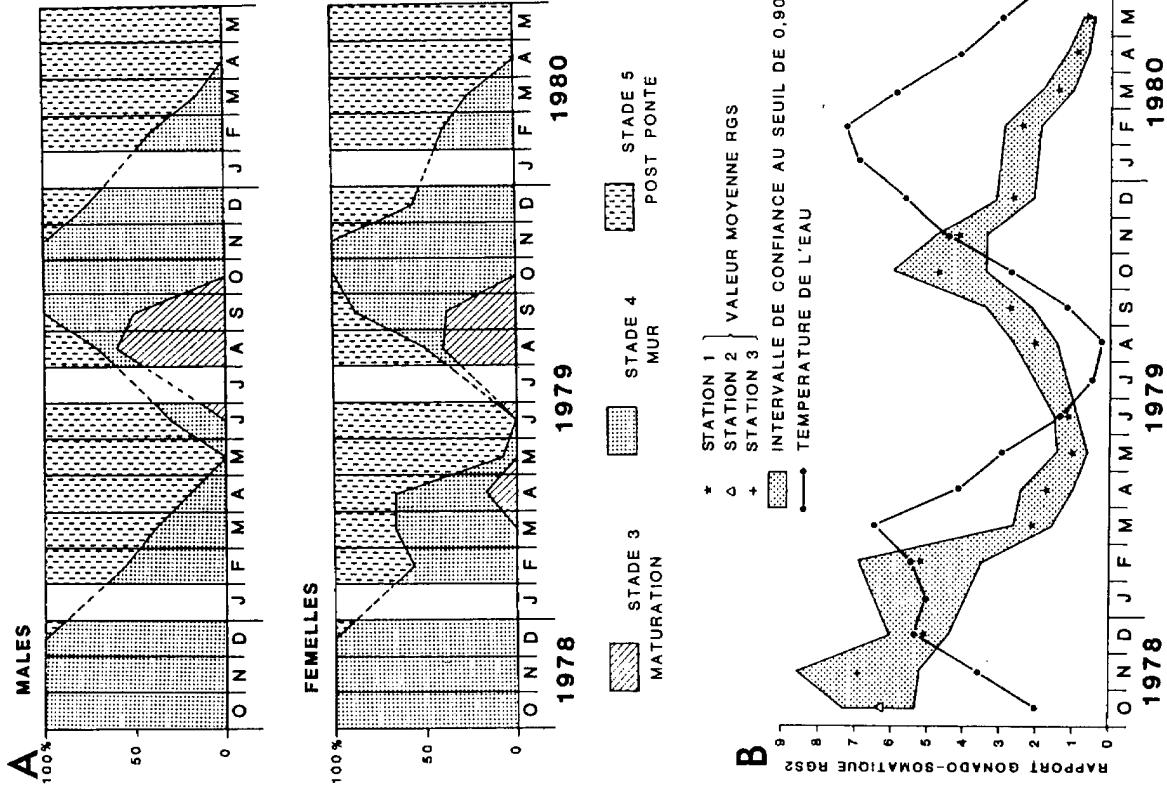 A
MALES
100%
50
0
O N D J F M A M J J A S O N D J F M A M
FEMELLES
100%
50
0
O N D J F M A M J J A S O N D J F M A M
1978 1979 1980
STADE 3
MATURATION
STADE 4
MUR
STADE 5
POST PONTE
B
RAPPORT GONADO-SOMATIQUE RGS2
9
8
7
6
5
4
3
2
1
0
STATION 1
STATION 2
STATION 3
VALEUR MOYENNE RGS
INTERVALLE DE CONFIANCE AU SEUIL DE 0,90
TEMPERATURE DE L'EAU
O N D J F M A M J J A S O N D J F M A M
1978 1979 1980